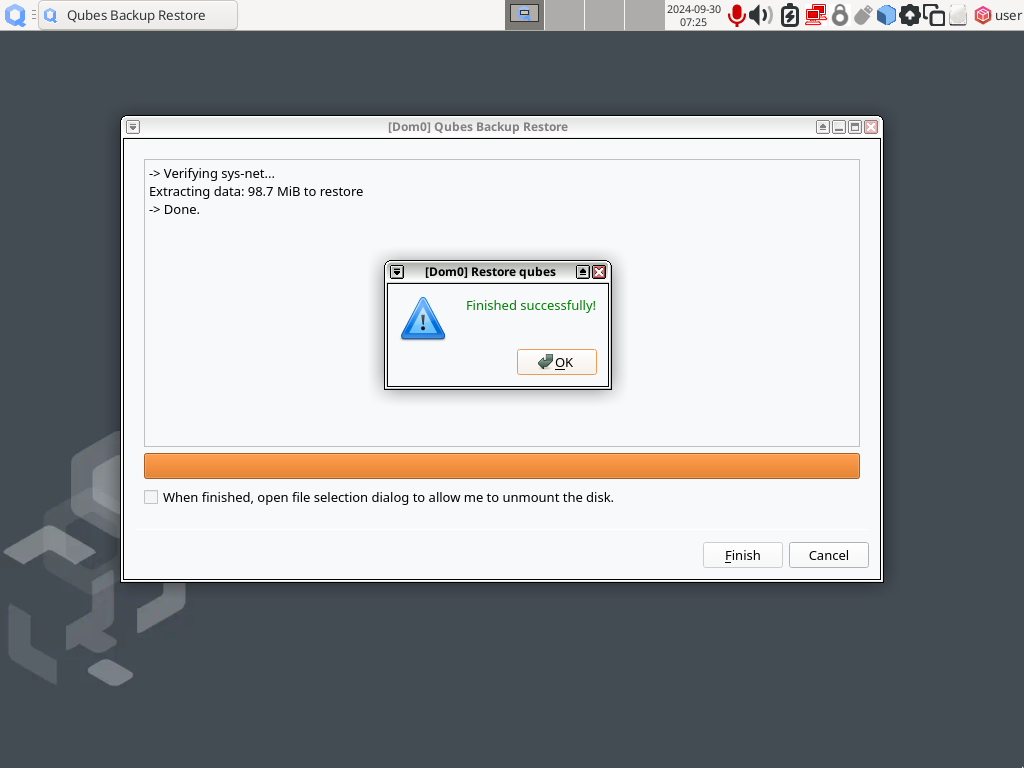 Qubes Backup Restore
2024-09-30
07:25
user
[Dom0] Qubes Backup Restore
-> Verifying sys-net...
Extracting data: 98.7 MiB to restore
-> Done.
[Dom0] Restore qubes
Finished successfully!
OK
When finished, open file selection dialog to allow me to unmount the disk.
Finish
Cancel